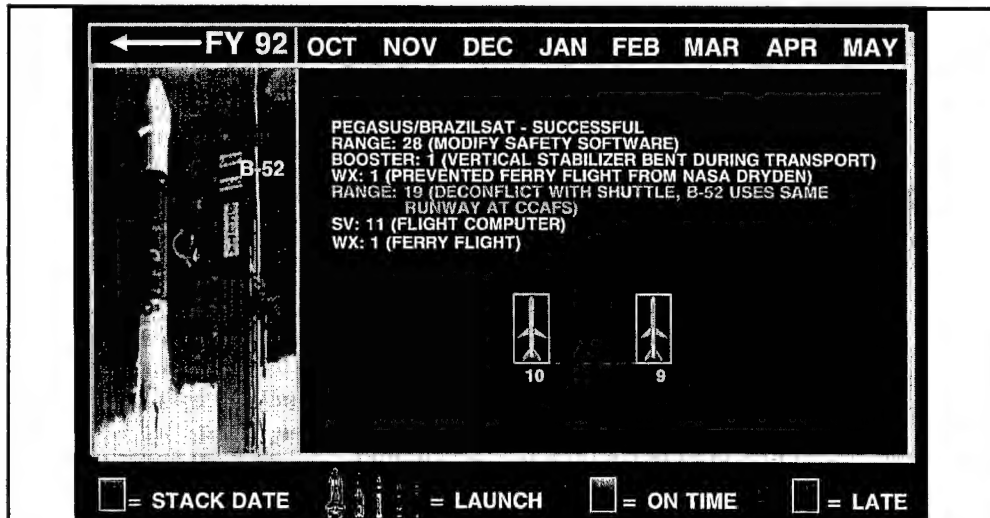 FY 92 OCT NOV DEC JAN FEB MAR APR MAY
PEGASUS/BRAZILSAT - SUCCESSFUL
RANGE: 28 (MODIFY SAFETY SOFTWARE)
BOOSTER: 1 (VERTICAL STABILIZER BENT DURING TRANSPORT)
B-52
WX: 1 (PREVENTED FERRY FLIGHT FROM NASA DRYDEN)
RANGE: 19 (DECONFLICT WITH SHUTTLE, B-52 USES SAME
RUNWAY AT CCAFS)
SV: 11 (FLIGHT COMPUTER)
WX: 1 (FERRY FLIGHT)
10 9
= STACK DATE = LAUNCH = ON TIME = LATE